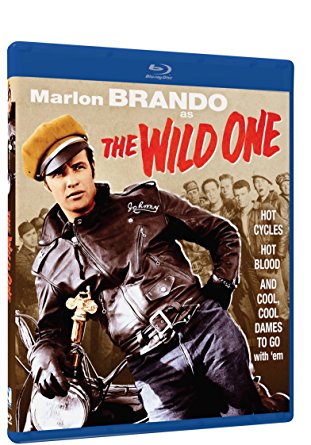 Blu-ray Disc
Marlon BRANDO
as
THE WILD ONE
Johnny
HOT
CYCLES
HOT
BLOOD
AND
COOL,
COOL
DAMES
TO GO
with 'em
THE WILD ONE